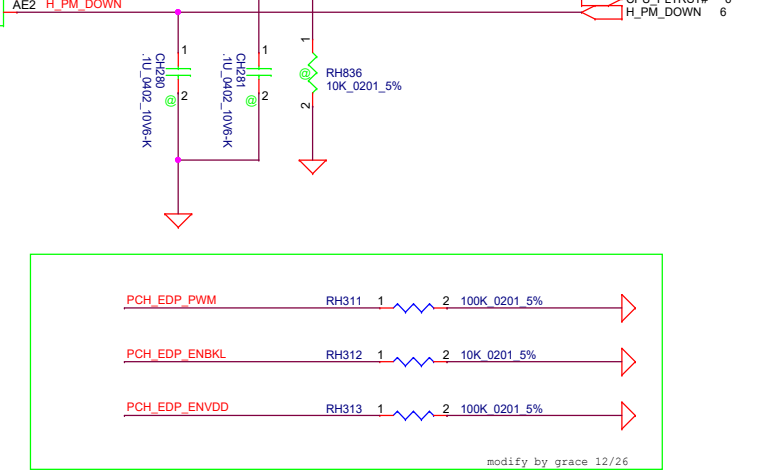 AE2 H_PM_DOWN
H_PM_DOWN 6
1
CH280
.1U_0402_10V6-K
@
2
1
CH281
.1U_0402_10V6-K
@
2
1
@
RH836
10K_0201_5%
2
PCH_EDP_PWM RH311 1 2 100K_0201_5%
PCH_EDP_ENBKL RH312 1 2 10K_0201_5%
PCH_EDP_ENVDD RH313 1 2 100K_0201_5%
modify by grace 12/26